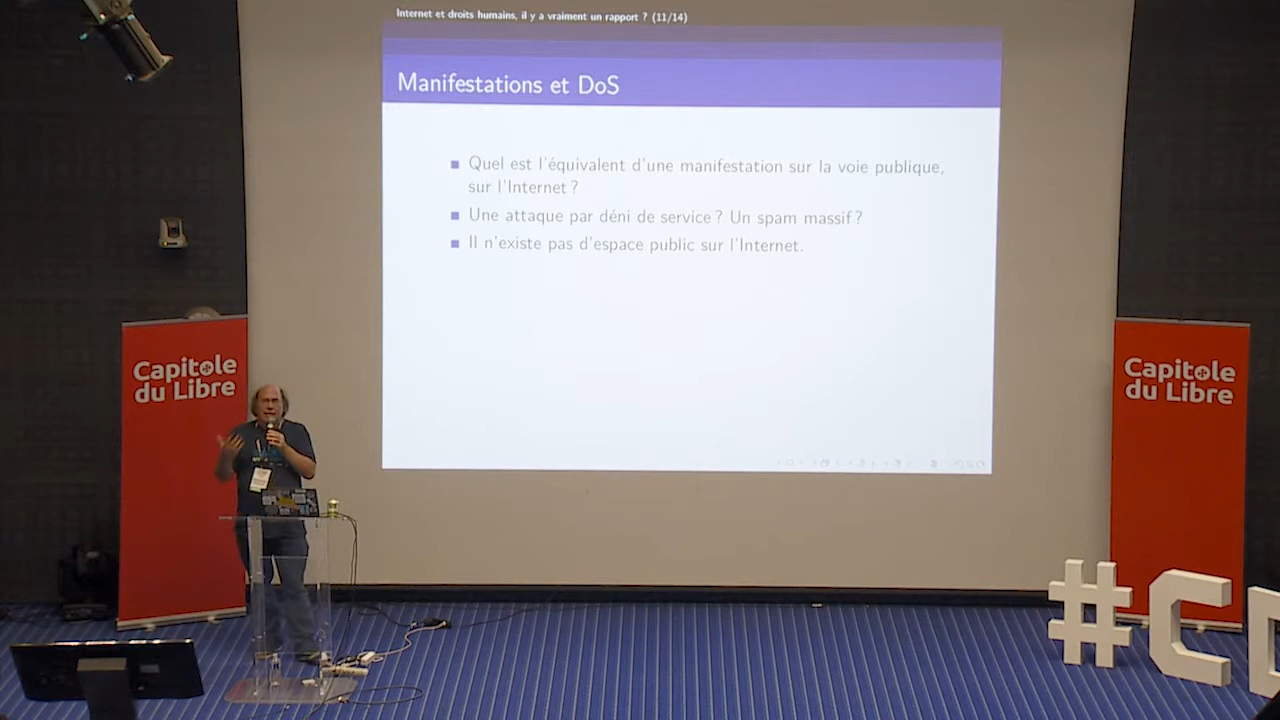 Internet et droits humains, il y a vraiment un rapport ? (11/14)
Manifestations et DoS
Quel est l'équivalent d'une manifestation sur la voie publique,
sur l'Internet ?
Une attaque par déni de service ? Un spam massif ?
Il n'existe pas d'espace public sur l'Internet.
Capitole
du Libre
Capitole
du Libre
#C